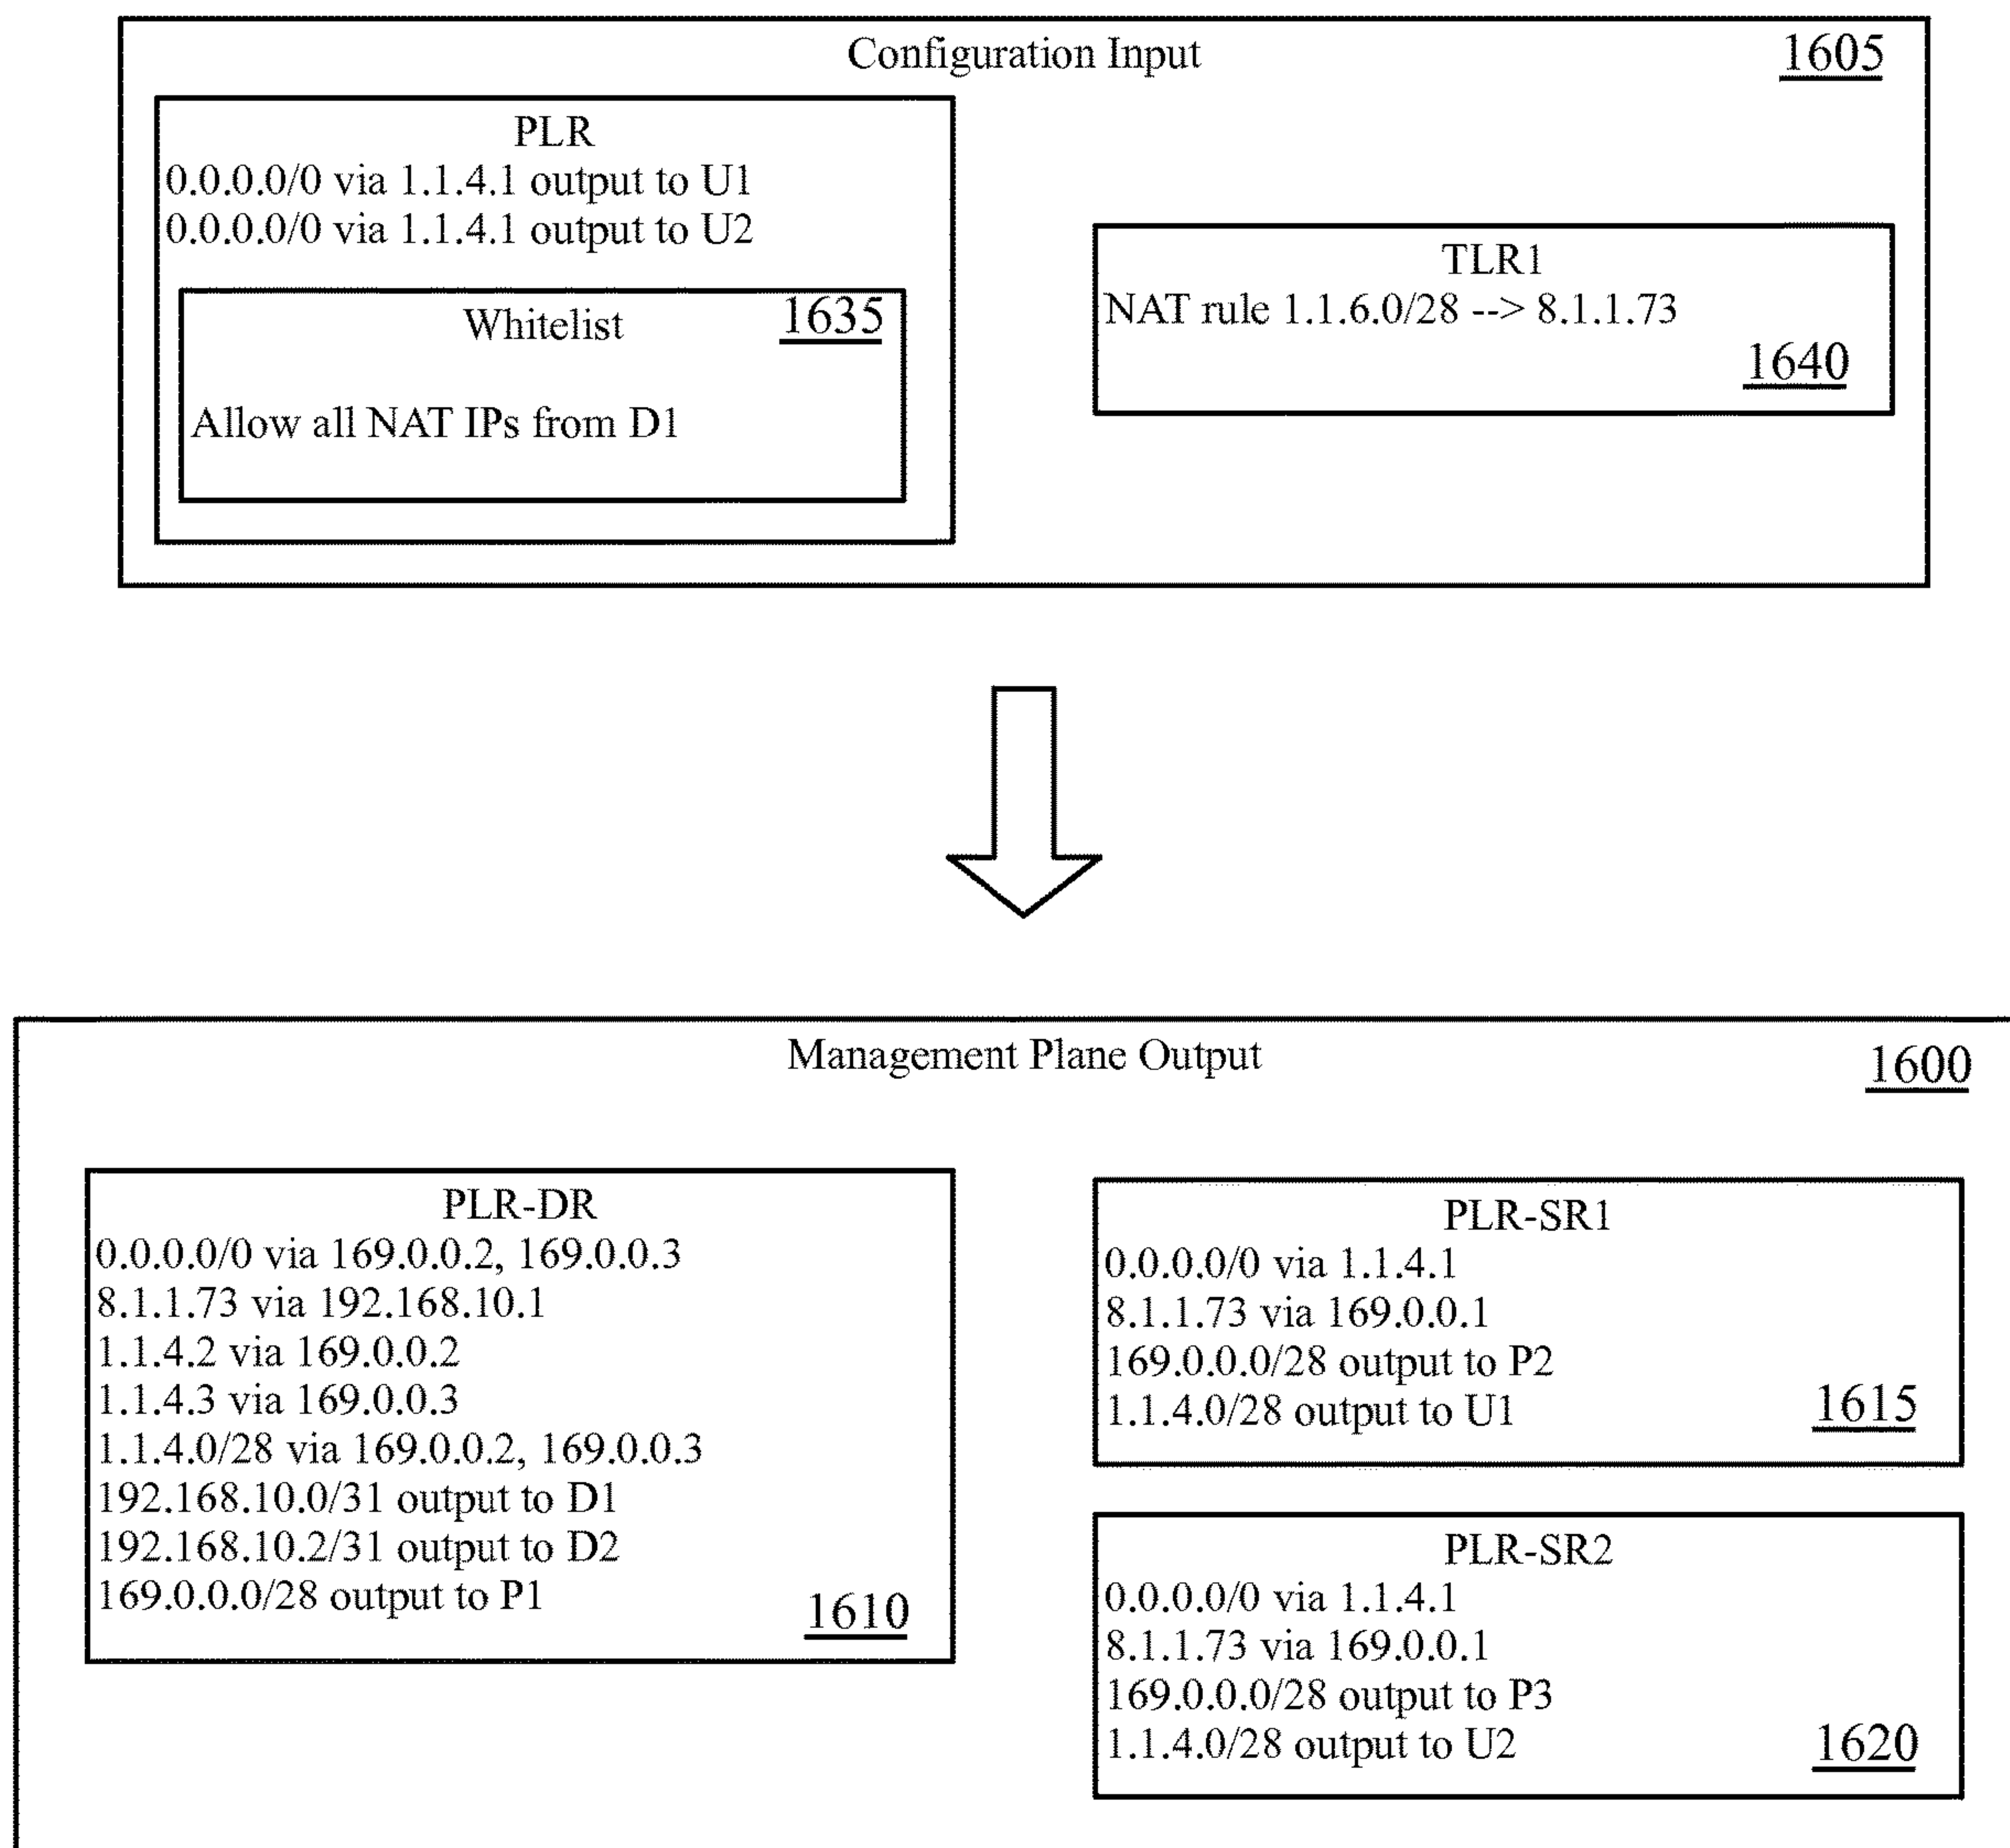 Configuration Input
1605
PLR
0.0.0.0/0 via 1.1.4.1 output to U1
0.0.0.0/0 via 1.1.4.1 output to U2
Whitelist
1635
Allow all NAT IPs from D1
TLR1
NAT rule 1.1.6.0/28 --> 8.1.1.73
1640
Management Plane Output
1600
PLR-DR
0.0.0.0/0 via 169.0.0.2, 169.0.0.3
8.1.1.73 via 192.168.10.1
1.1.4.2 via 169.0.0.2
1.1.4.3 via 169.0.0.3
1.1.4.0/28 via 169.0.0.2, 169.0.0.3
192.168.10.0/31 output to D1
192.168.10.2/31 output to D2
169.0.0.0/28 output to P1
1610
PLR-SR1
0.0.0.0/0 via 1.1.4.1
8.1.1.73 via 169.0.0.1
169.0.0.0/28 output to P2
1.1.4.0/28 output to U1
1615
PLR-SR2
0.0.0.0/0 via 1.1.4.1
8.1.1.73 via 169.0.0.1
169.0.0.0/28 output to P3
1.1.4.0/28 output to U2
1620